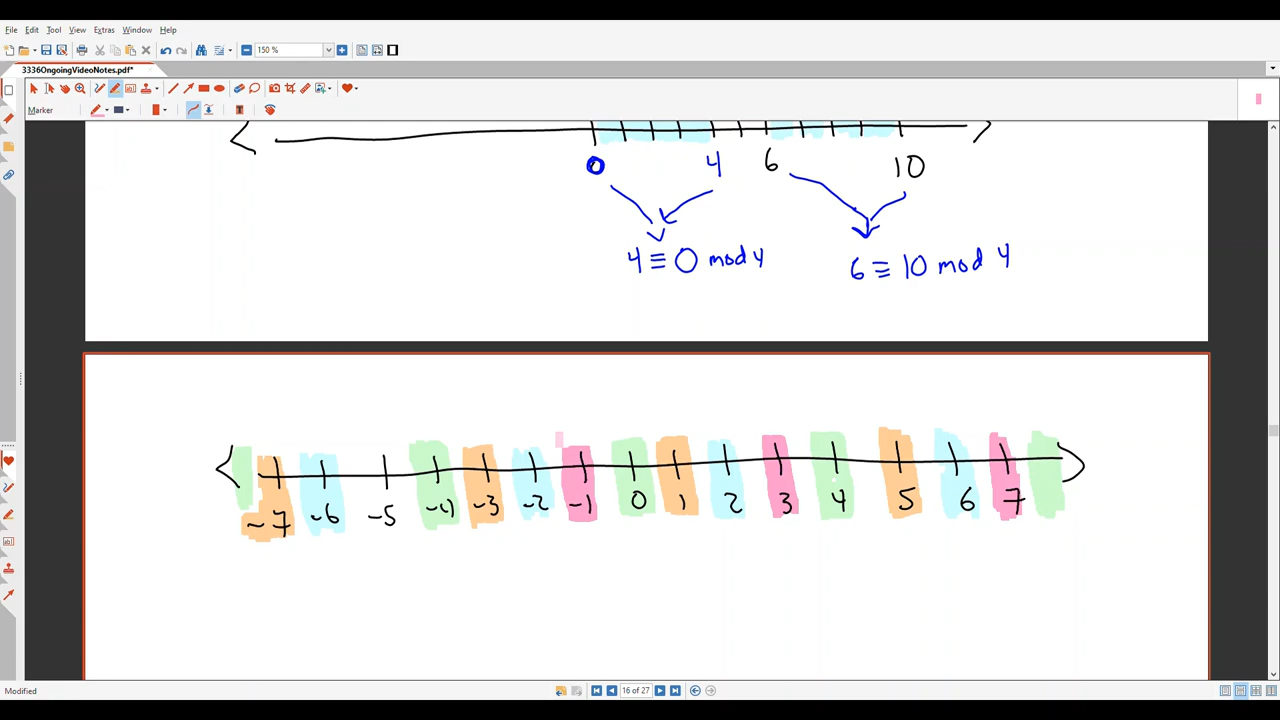 File Edit Tool View Extras Window Help
150 %
3336OngoingVideoNotes.pdf*
Marker
0 4 6 10
4 ≡ 0 mod 4 6 ≡ 10 mod 4
-7 -6 -5 -4 -3 -2 -1 0 1 2 3 4 5 6 7
Modified 16 of 27